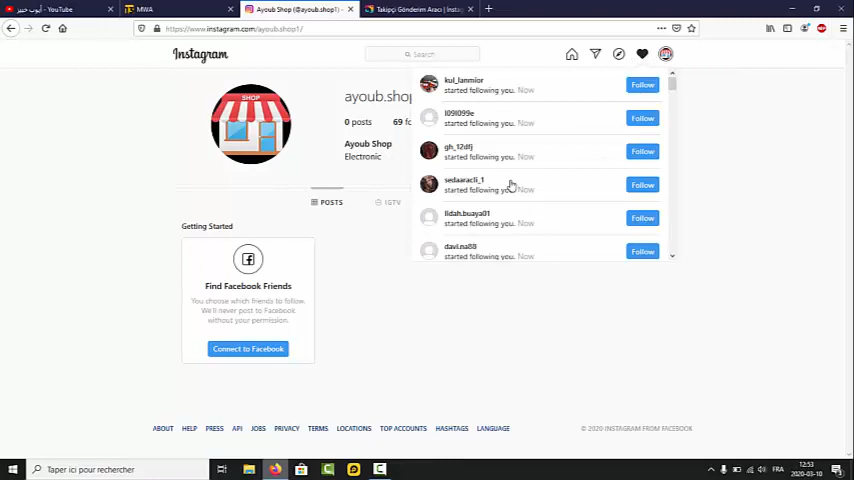 أيوب خبير - YouTube
MWA
Ayoub Shop (@ayoub.shop1) -
Takipçi Gönderim Aracı | Insta
https://www.instagram.com/ayoub.shop1/
Instagram
Search
ayoub.shop
0 posts 69 fo
Ayoub Shop
Electronic
kul_lanmior
started following you. Now
Follow
l09l099e
started following you. Now
Follow
gh_12dfj
started following you. Now
Follow
sedaaracli_1
started following you. Now
Follow
lidah.buaya01
started following you. Now
Follow
davi.na88
started following you. Now
Follow
POSTS
IGTV
Getting Started
SHOP
Find Facebook Friends
You choose which friends to follow.
We'll never post to Facebook
without your permission.
Connect to Facebook
ABOUT HELP PRESS API JOBS PRIVACY TERMS LOCATIONS TOP ACCOUNTS HASHTAGS LANGUAGE
© 2020 INSTAGRAM FROM FACEBOOK
Taper ici pour rechercher
FRA
12:53
2020-03-10